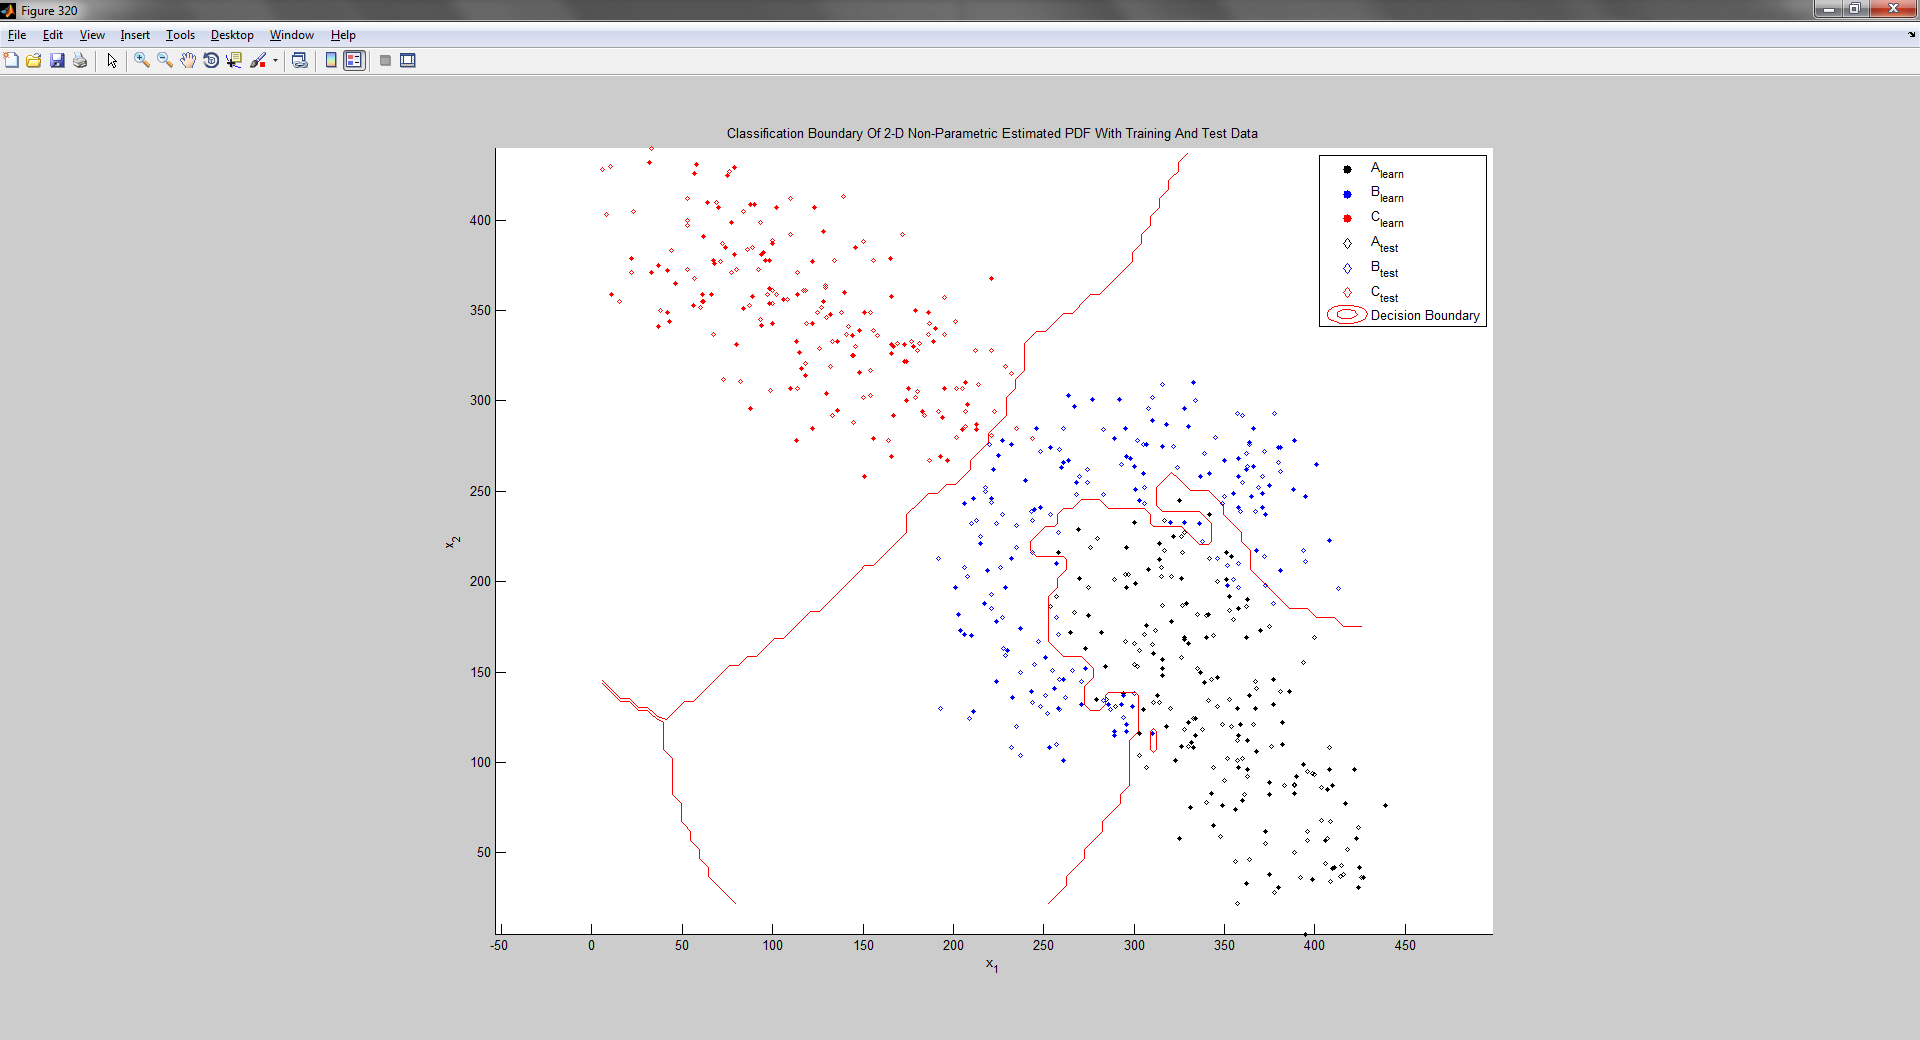 Figure 320
File Edit View Insert Tools Desktop Window Help
Classification Boundary Of 2-D Non-Parametric Estimated PDF With Training And Test Data
A_learn
B_learn
C_learn
A_test
B_test
C_test
Decision Boundary
400
350
300
250
200
150
100
50
x_2
-50 0 50 100 150 200 250 300 350 400 450
x_1